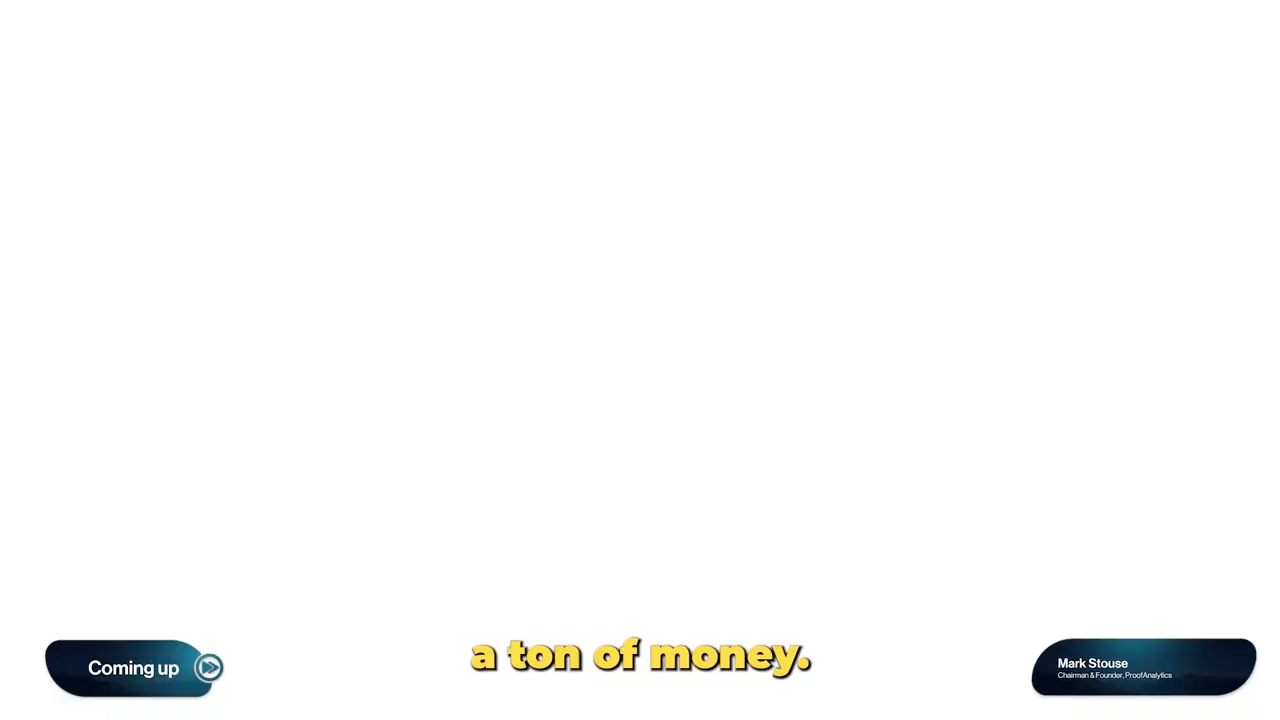 Coming up
a ton of money.
Mark Stouse
Chairman & Founder, ProofAnalytics